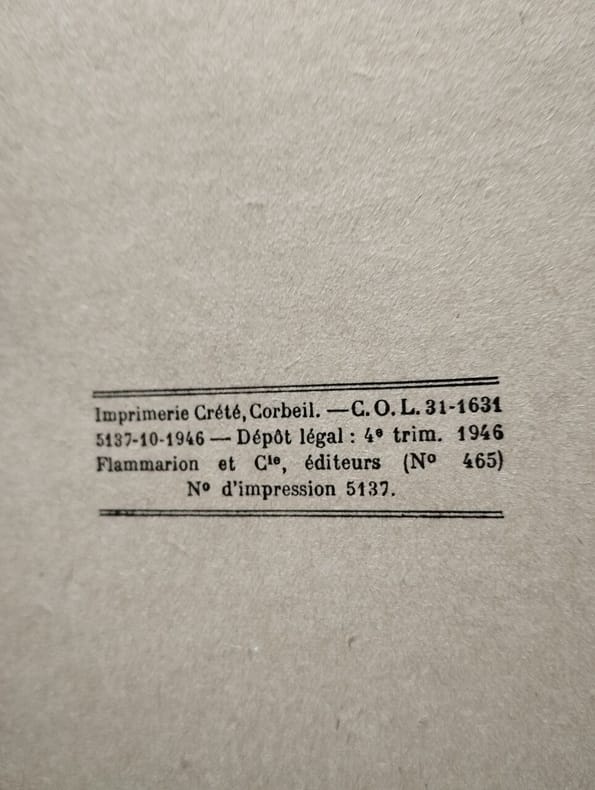 Imprimerie Crété, Corbeil. — C. O. L. 31-1631
5137-10-1946 — Dépôt légal : 4ᵉ trim. 1946
Flammarion et Cⁱᵉ, éditeurs (Nº 465)
Nº d'impression 5137.